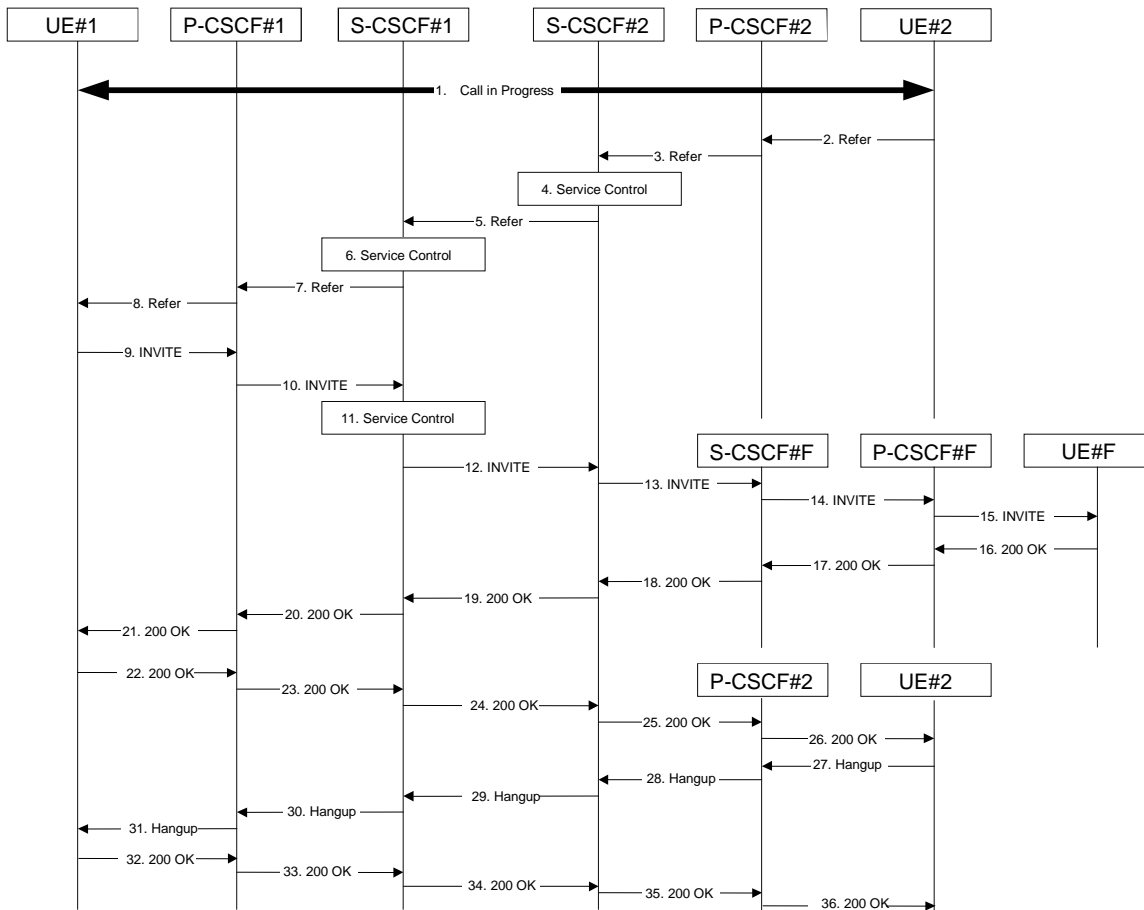 UE#1
P-CSCF#1
S-CSCF#1
S-CSCF#2
P-CSCF#2
UE#2
1. Call in Progress
2. Refer
3. Refer
4. Service Control
5. Refer
6. Service Control
7. Refer
8. Refer
9. INVITE
10. INVITE
11. Service Control
S-CSCF#F
P-CSCF#F
UE#F
12. INVITE
13. INVITE
14. INVITE
15. INVITE
16. 200 OK
17. 200 OK
18. 200 OK
19. 200 OK
20. 200 OK
21. 200 OK
22. 200 OK
23. 200 OK
P-CSCF#2
UE#2
24. 200 OK
25. 200 OK
26. 200 OK
27. Hangup
28. Hangup
29. Hangup
30. Hangup
31. Hangup
32. 200 OK
33. 200 OK
34. 200 OK
35. 200 OK
36. 200 OK